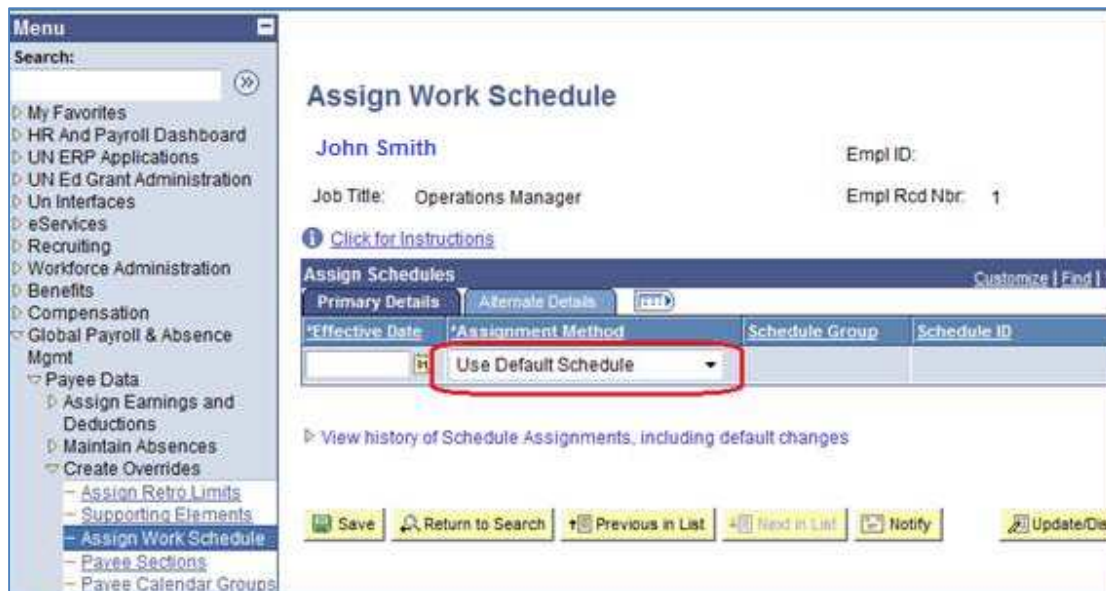 Menu
Search:
My Favorites
HR And Payroll Dashboard
UN ERP Applications
UN Ed Grant Administration
Un Interfaces
eServices
Recruiting
Workforce Administration
Benefits
Compensation
Global Payroll & Absence
Mgmt
Payee Data
Assign Earnings and
Deductions
Maintain Absences
Create Overrides
Assign Retro Limits
Supporting Elements
Assign Work Schedule
Payee Sections
Payee Calendar Groups
Assign Work Schedule
John Smith
Empl ID:
Job Title: Operations Manager
Empl Rcd Nbr: 1
Click for Instructions
Assign Schedules
Customize | Find |
Primary Details
Alternate Details
*Effective Date *Assignment Method Schedule Group Schedule ID
31
Use Default Schedule
View history of Schedule Assignments, including default changes
Save Return to Search Previous in List Next in List Notify Update/Dis